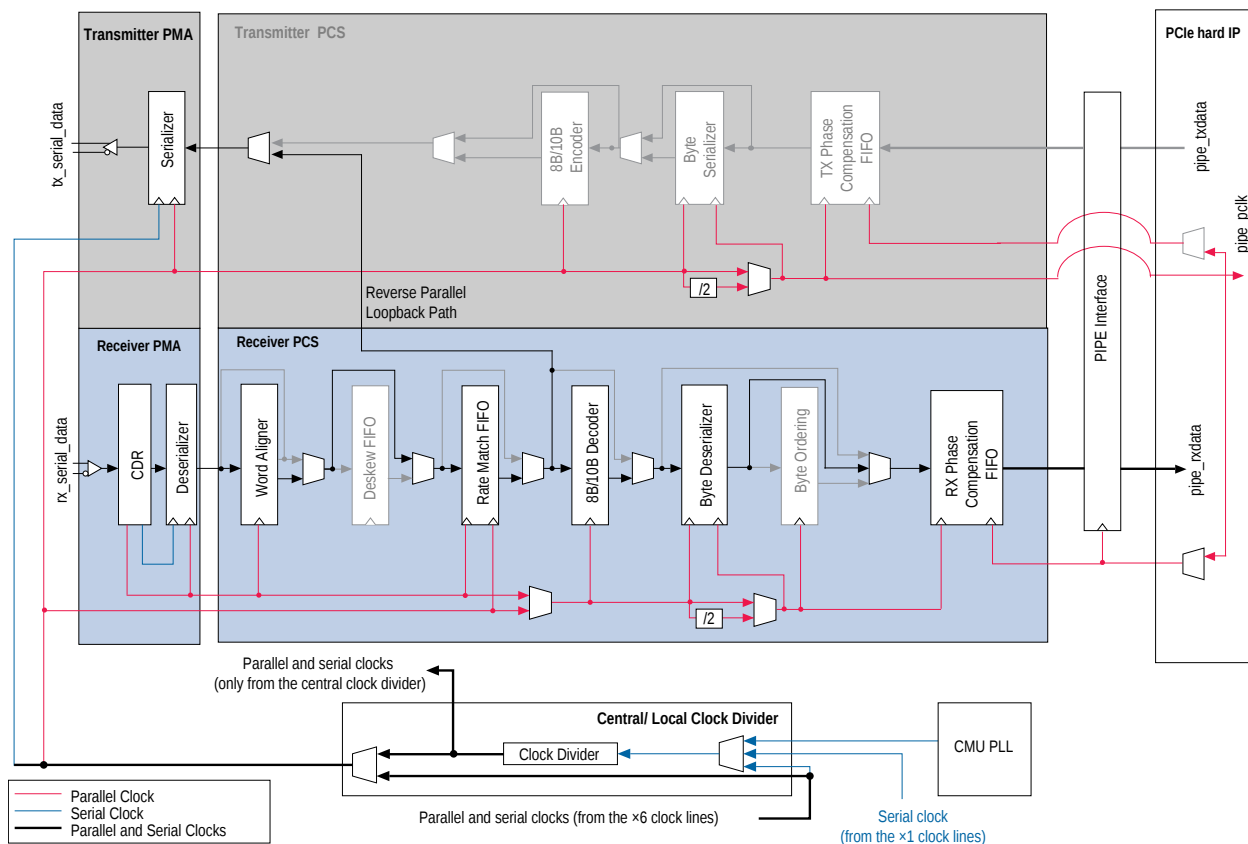 Transmitter PMA
Transmitter PCS
PCIe hard IP
tx_serial_data
Serializer
8B/10B
Encoder
Byte
Serializer
TX Phase
Compensation
FIFO
pipe_txdata
pipe_pclk
/2
Reverse Parallel
Loopback Path
PIPE Interface
Receiver PMA
Receiver PCS
rx_serial_data
CDR
Deserializer
Word Aligner
Deskew FIFO
Rate Match FIFO
8B/10B Decoder
Byte Deserializer
Byte Ordering
RX Phase
Compensation
FIFO
pipe_rxdata
/2
Parallel and serial clocks
(only from the central clock divider)
Central/ Local Clock Divider
Clock Divider
CMU PLL
Parallel Clock
Serial Clock
Parallel and Serial Clocks
Parallel and serial clocks (from the ×6 clock lines)
Serial clock
(from the ×1 clock lines)